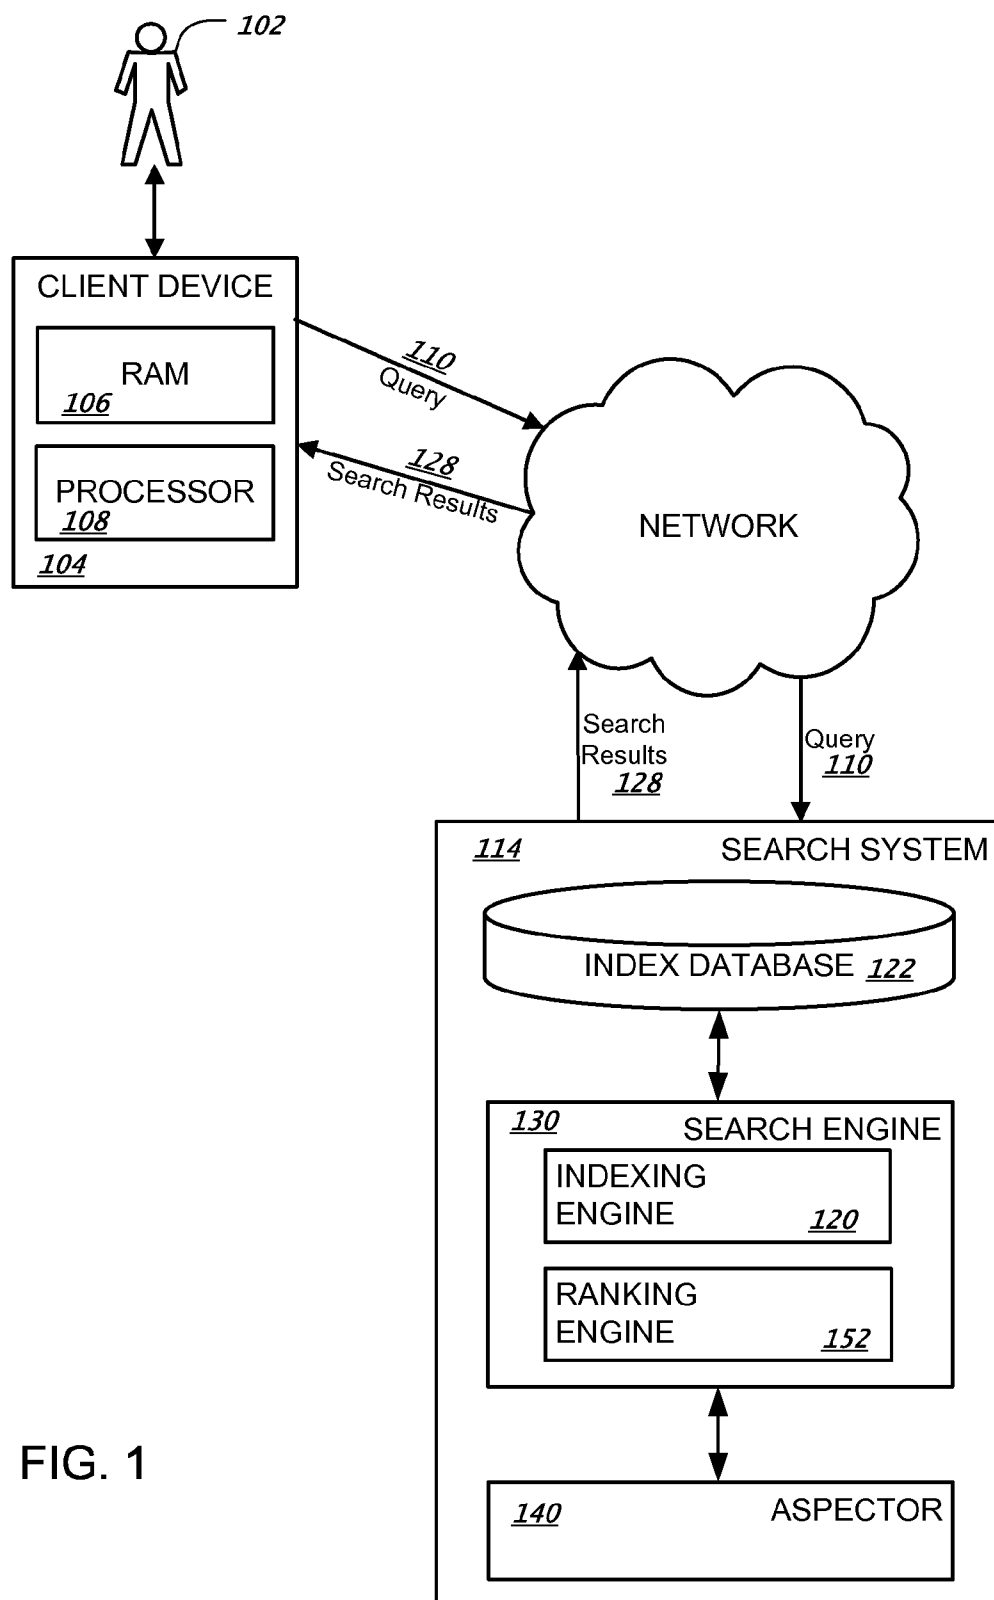 102
CLIENT DEVICE
RAM
106
PROCESSOR
108
104
110
Query
128
Search Results
NETWORK
Search
Results
128
Query
110
114
SEARCH SYSTEM
INDEX DATABASE 122
130
SEARCH ENGINE
INDEXING
ENGINE
120
RANKING
ENGINE
152
140
ASPECTOR
FIG. 1